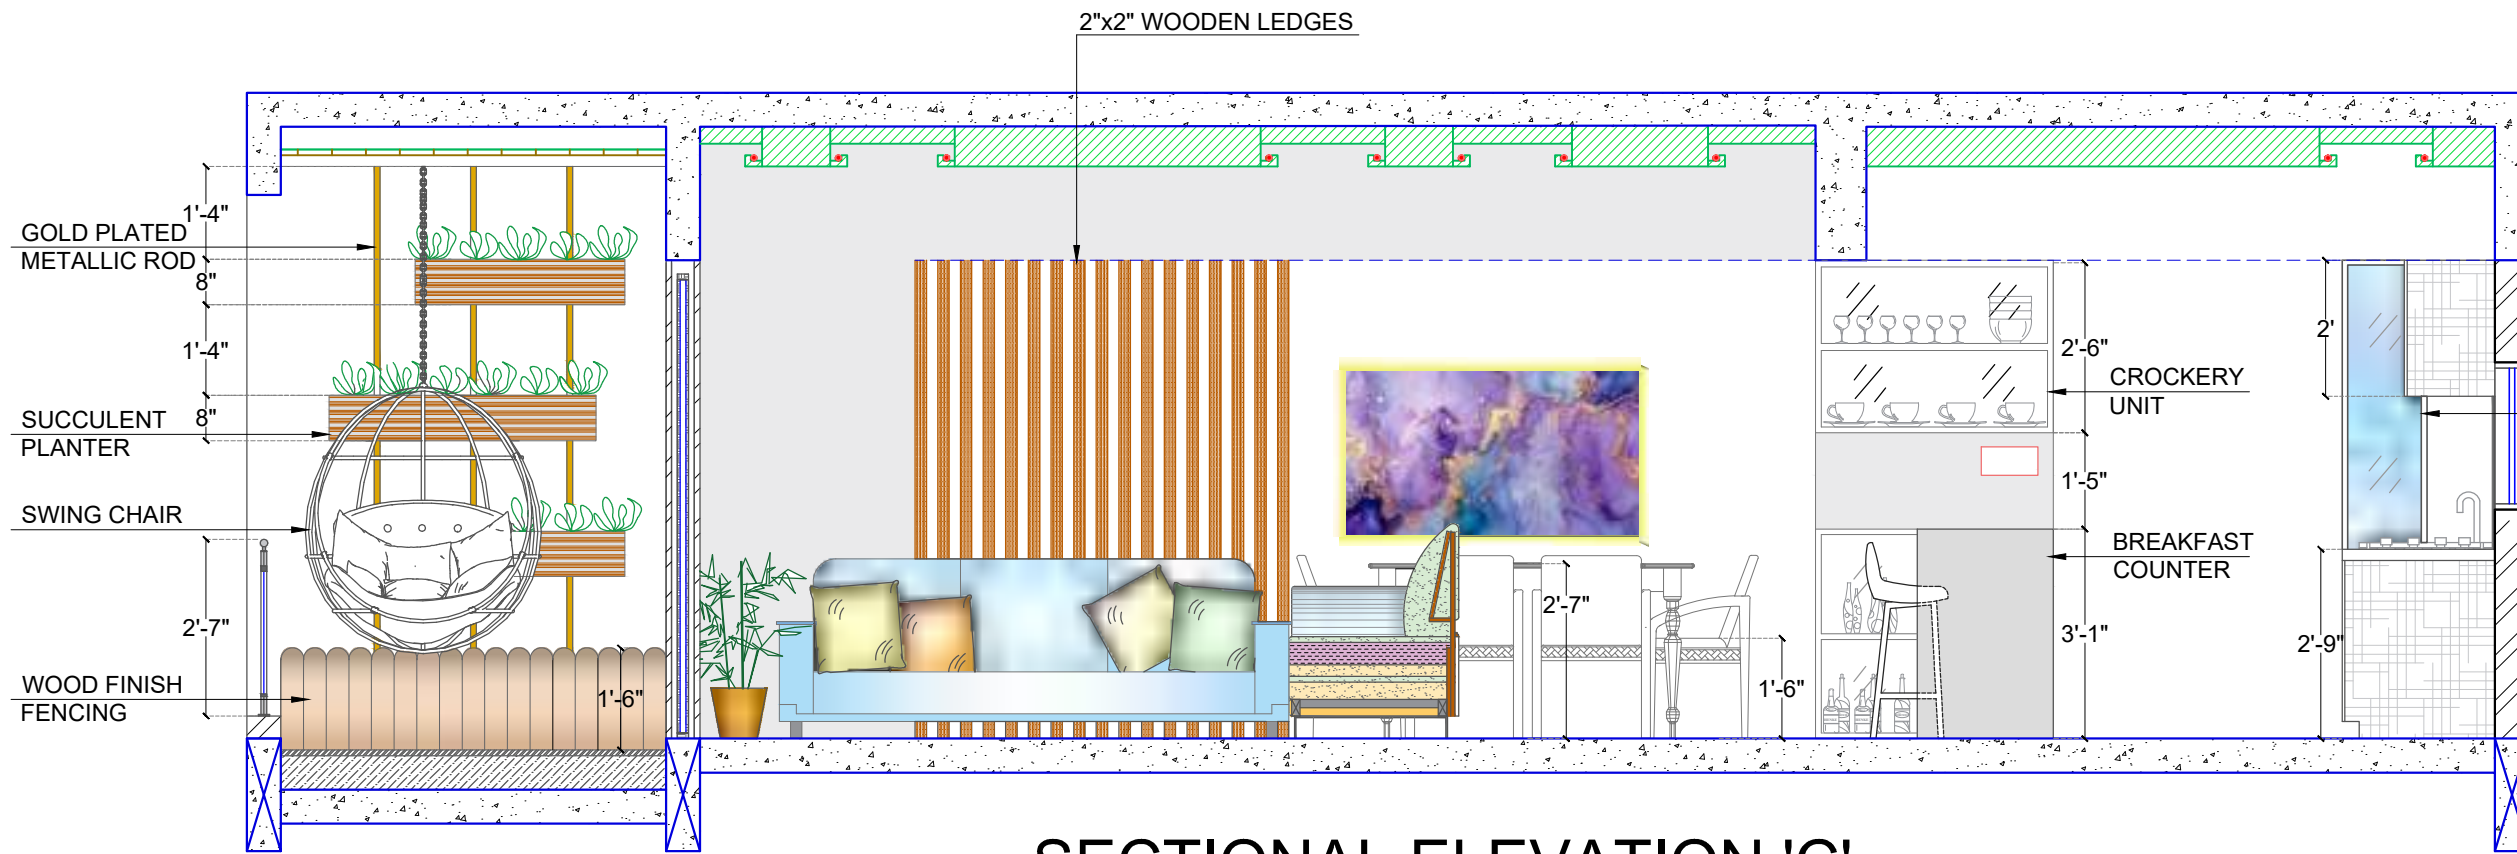 2"x2" WOODEN LEDGES
1'-4"
GOLD PLATED
METALLIC ROD
8"
1'-4"
SUCCULENT
PLANTER
8"
SWING CHAIR
2'-7"
WOOD FINISH
FENCING
1'-6"
2'-7"
1'-6"
2'-6"
CROCKERY
UNIT
1'-5"
BREAKFAST
COUNTER
3'-1"
2'
2'-9"
SECTIONAL ELEVATION 'C'